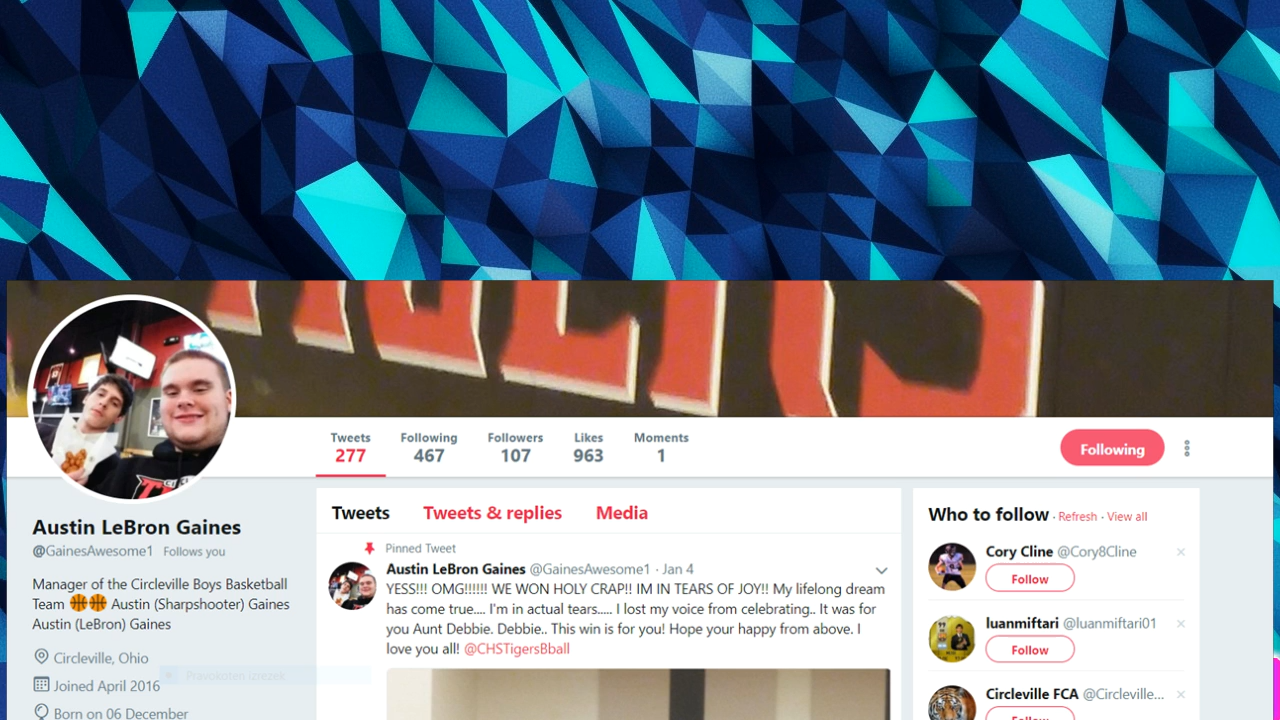 Tweets
277
Following
467
Followers
107
Likes
963
Moments
1
Following
Austin LeBron Gaines
@GainesAwesome1 Follows you
Manager of the Circleville Boys Basketball
Team 🏀🏀 Austin (Sharpshooter) Gaines
Austin (LeBron) Gaines
Circleville, Ohio
Joined April 2016
Born on 06 December
Pravokoten izrezek
Tweets Tweets & replies Media
Pinned Tweet
Austin LeBron Gaines @GainesAwesome1 · Jan 4
YESS!!! OMG!!!!!! WE WON HOLY CRAP!! IM IN TEARS OF JOY!! My lifelong dream
has come true.... I'm in actual tears..... I lost my voice from celebrating.. It was for
you Aunt Debbie. Debbie.. This win is for you! Hope your happy from above. I
love you all! @CHSTigersBball
Who to follow · Refresh · View all
Cory Cline @Cory8Cline
Follow
luanmiftari @luanmiftari01
Follow
Circleville FCA @Circleville...
Follow